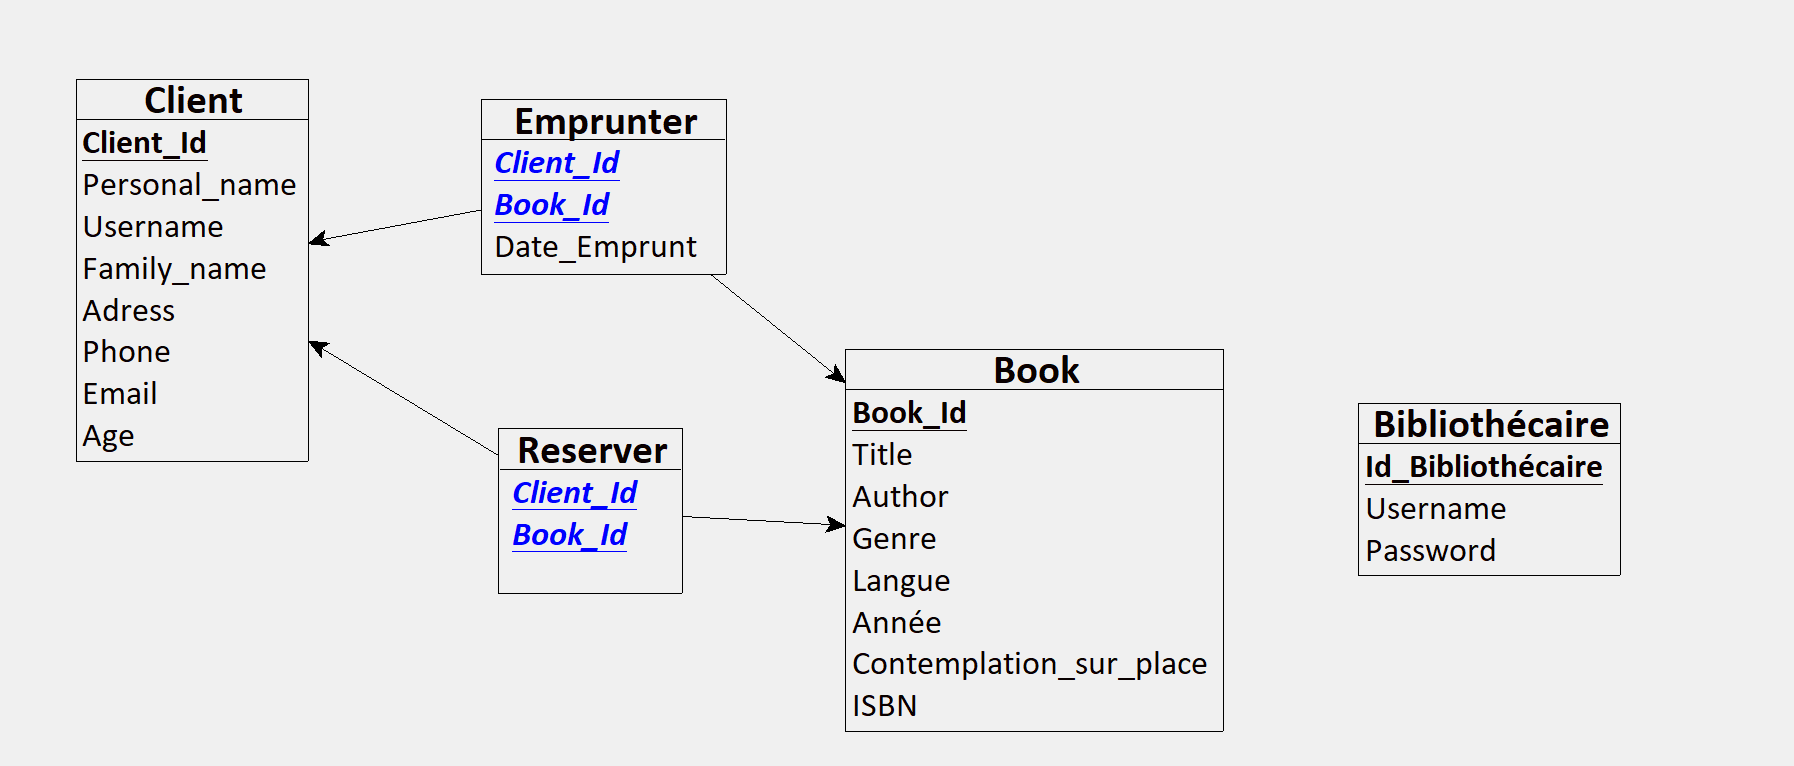 Client
Client_Id
Personal_name
Username
Family_name
Adress
Phone
Email
Age
Emprunter
Client_Id
Book_Id
Date_Emprunt
Reserver
Client_Id
Book_Id
Book
Book_Id
Title
Author
Genre
Langue
Année
Contemplation_sur_place
ISBN
Bibliothécaire
Id_Bibliothécaire
Username
Password